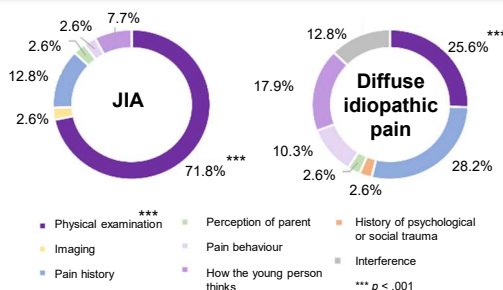 2.6%
7.7%
2.6%
12.8%
2.6%
JIA
71.8%
***
12.8%
25.6%
***
17.9%
Diffuse
idiopathic
pain
10.3%
2.6%
2.6%
28.2%
***
Physical examination
Imaging
Pain history
Perception of parent
Pain behaviour
How the young person
thinks
History of psychological
or social trauma
Interference
*** p < .001